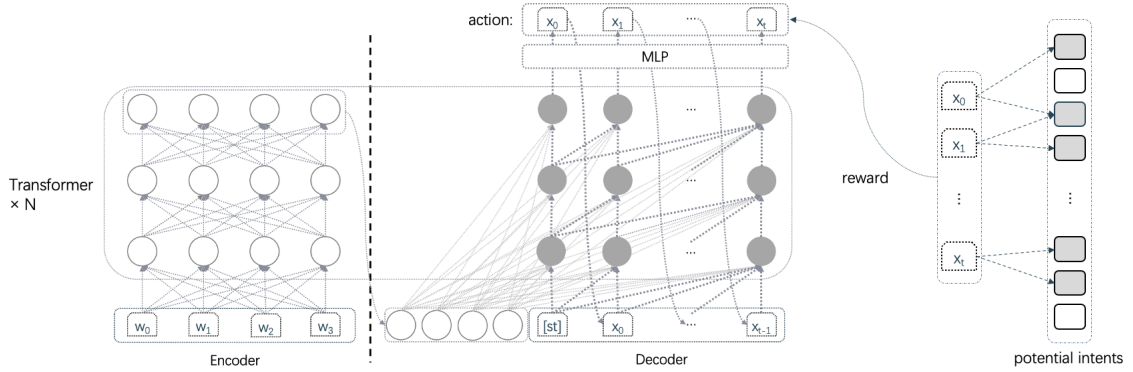 action: x₀ x₁ ... xₜ
MLP
Transformer
× N
...
...
...
reward
x₀
x₁
⋮
xₜ
⋮
w₀ w₁ w₂ w₃
[st] x₀ ... xₜ₋₁
Encoder
Decoder
potential intents